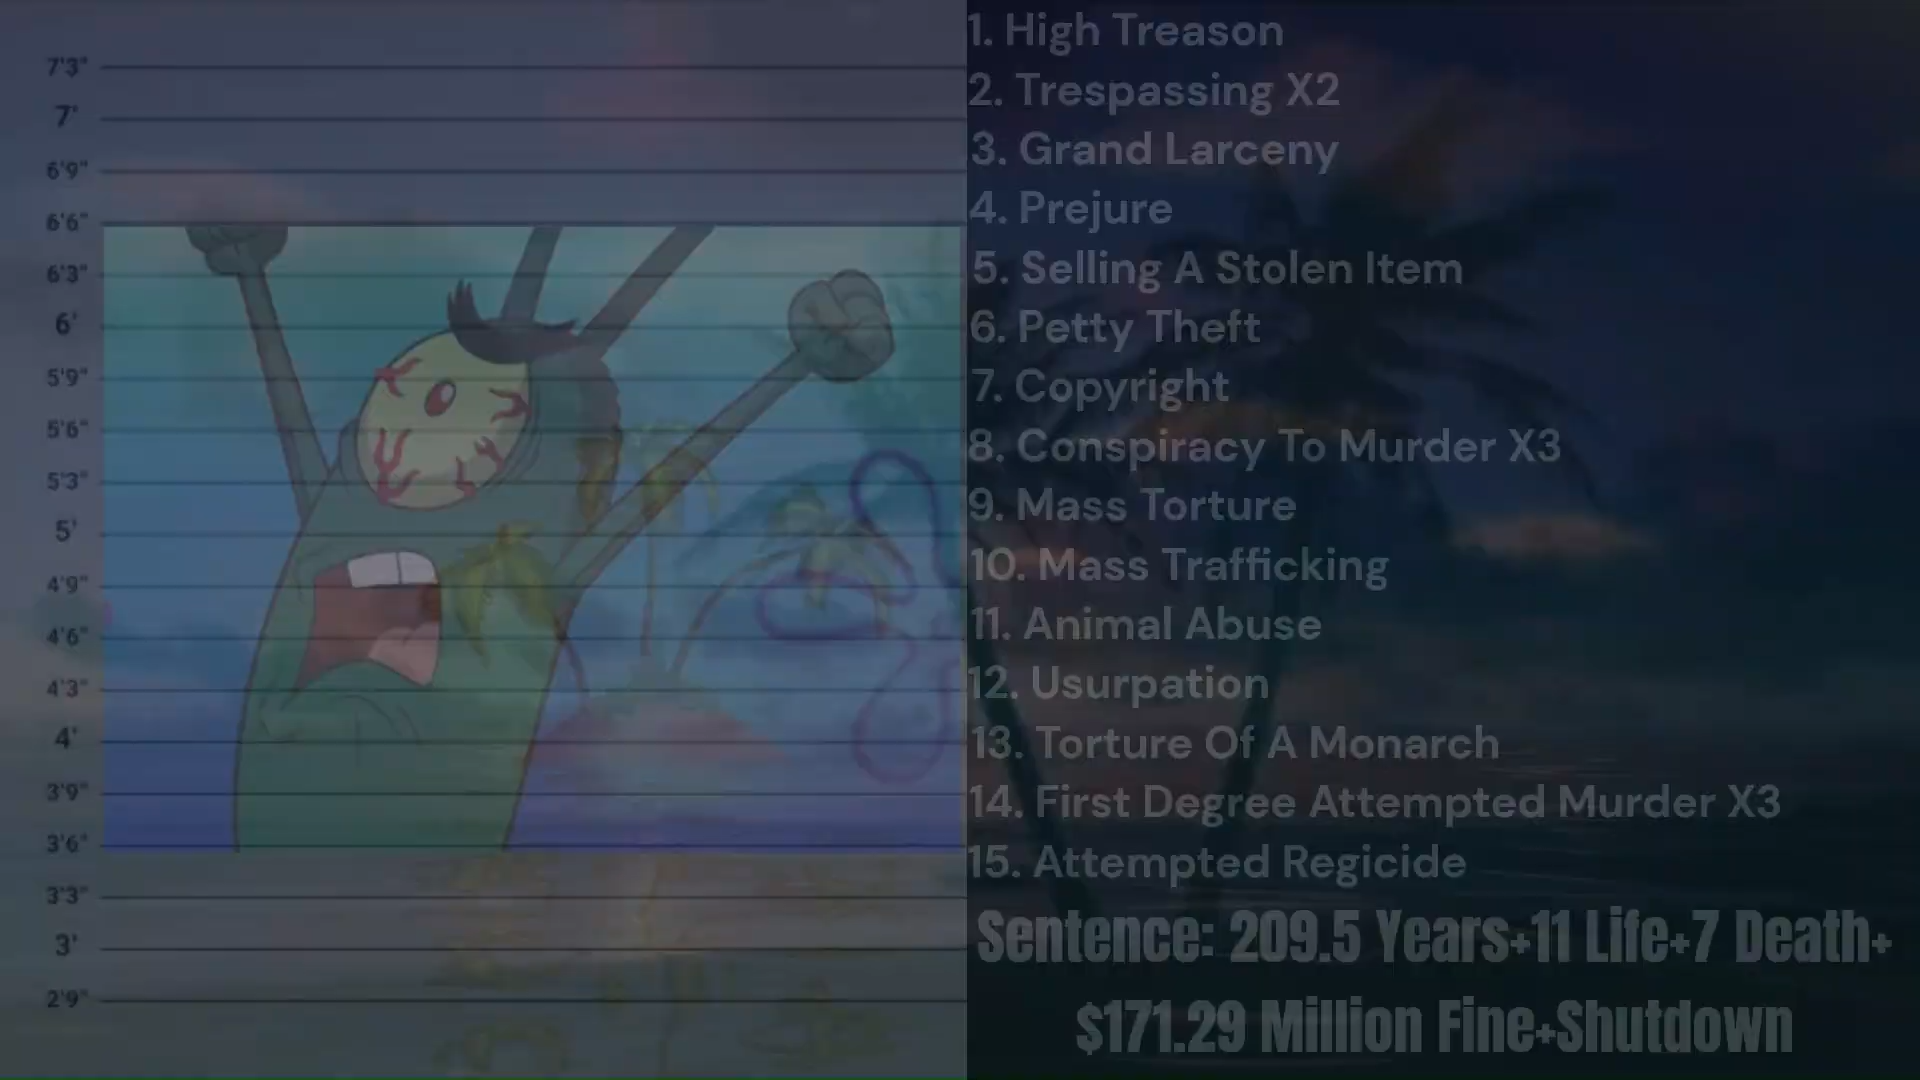 7'3"
7'
6'9"
6'6"
6'3"
6'
5'9"
5'6"
5'3"
5'
4'9"
4'6"
4'3"
4'
3'9"
3'6"
3'3"
3'
2'9"
1. High Treason
2. Trespassing X2
3. Grand Larceny
4. Prejure
5. Selling A Stolen Item
6. Petty Theft
7. Copyright
8. Conspiracy To Murder X3
9. Mass Torture
10. Mass Trafficking
11. Animal Abuse
12. Usurpation
13. Torture Of A Monarch
14. First Degree Attempted Murder X3
15. Attempted Regicide
Sentence: 209.5 Years+11 Life+7 Death+
$171.29 Million Fine+Shutdown